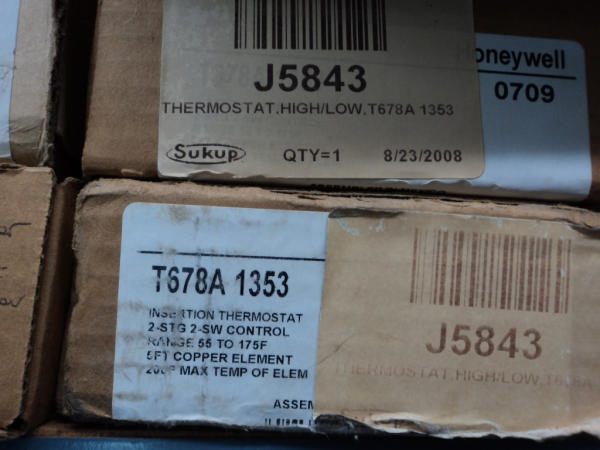 J5843
THERMOSTAT,HIGH/LOW,T678A 1353
Sukup QTY=1 8/23/2008
Honeywell
0709
T678A 1353
INSERTION THERMOSTAT
2-STG 2-SW CONTROL
RANGE 55 TO 175F
5FT COPPER ELEMENT
200F MAX TEMP OF ELEM
ASSEM
J5843
THERMOSTAT,HIGH/LOW,T678A